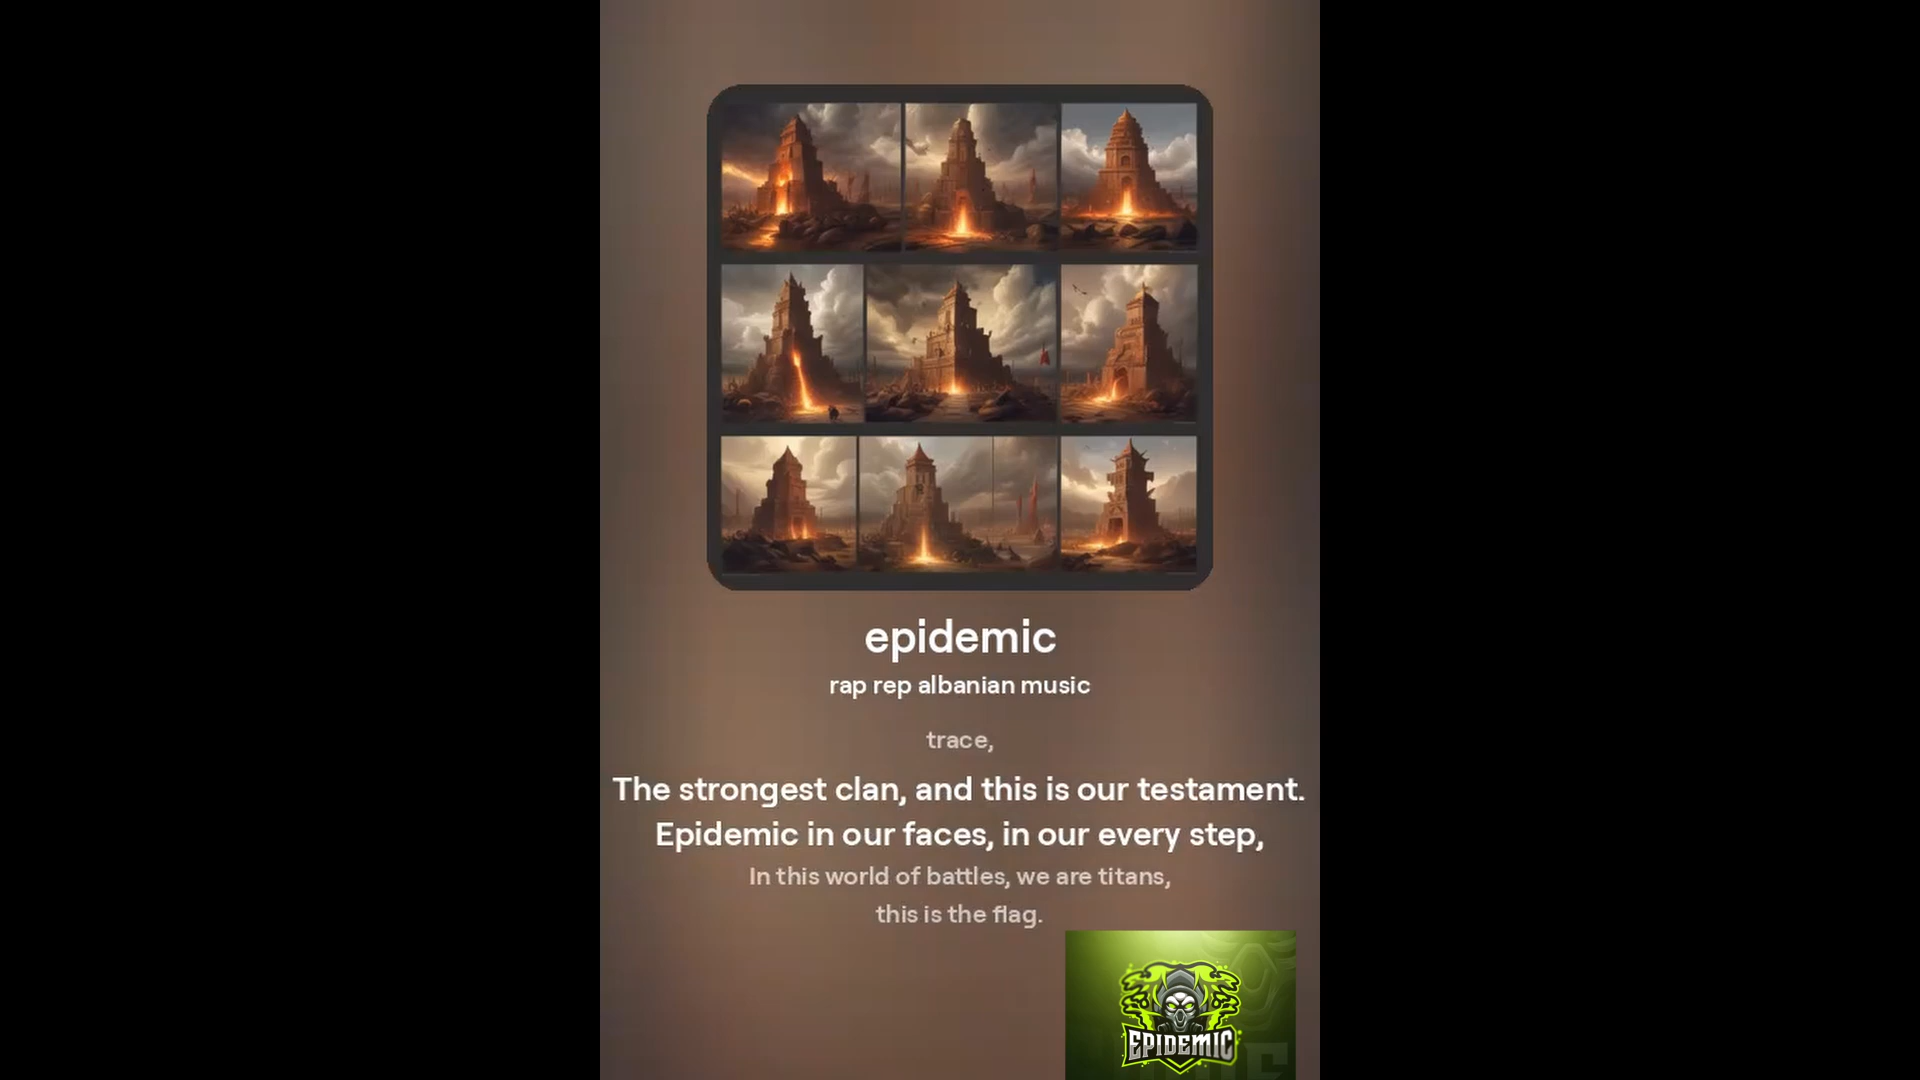 epidemic
rap rep albanian music
trace,
The strongest clan, and this is our testament.
Epidemic in our faces, in our every step,
In this world of battles, we are titans,
this is the flag.
EPIDEMIC